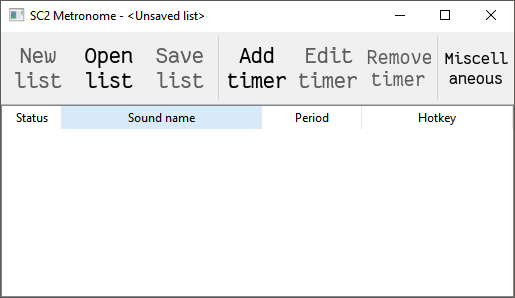 SC2 Metronome - <Unsaved list>
New list
Open list
Save list
Add timer
Edit timer
Remove timer
Miscellaneous
Status Sound name Period Hotkey